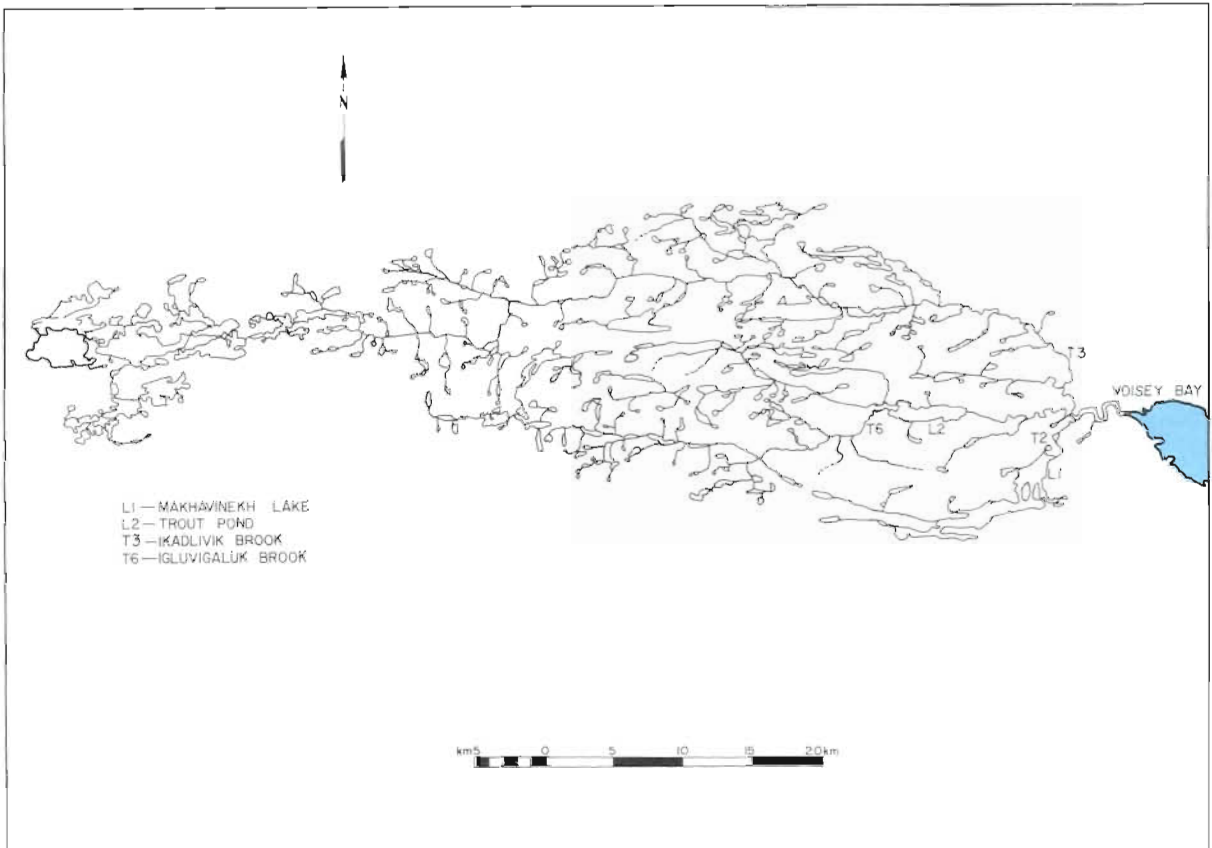 N
T3
VOISEY BAY
T6
L2
T2
L1
L1 — MAKHAVINEKH LAKE
L2 — TROUT POND
T3 — IKADLIVIK BROOK
T6 — IGLUVIGALUK BROOK
km5 0 5 10 15 20km